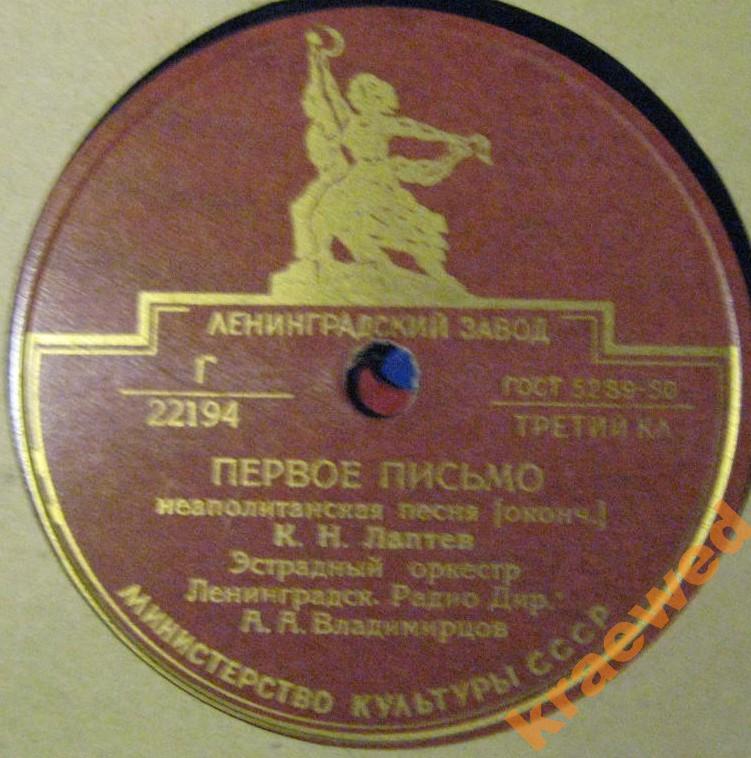 ЛЕНИНГРАДСКИЙ ЗАВОД
Г
22194
ГОСТ 5289-50
ТРЕТИЙ КЛ
ПЕРВОЕ ПИСЬМО
неаполитанская песня [оконч.]
К. Н. Лаптев
Эстрадный оркестр
Ленинградск. Радио Дир.:
А. А. Владимирцов
МИНИСТЕРСТВО КУЛЬТУРЫ СССР
kraewed